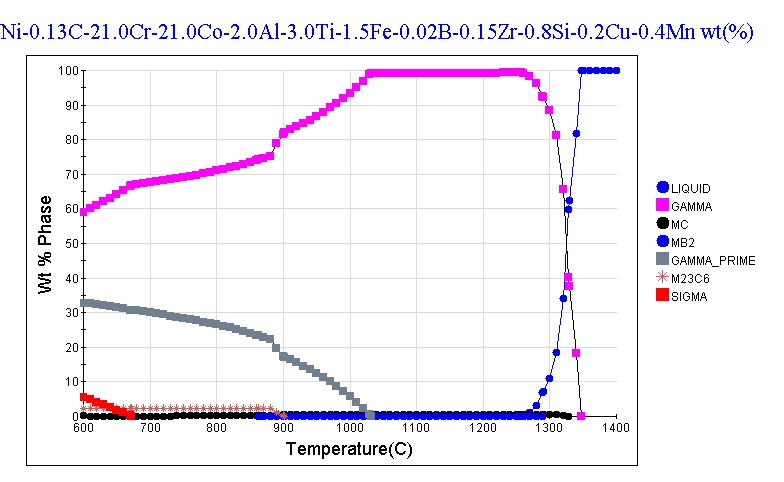 Ni-0.13C-21.0Cr-21.0Co-2.0Al-3.0Ti-1.5Fe-0.02B-0.15Zr-0.8Si-0.2Cu-0.4Mn wt(%)
100
90
80
70
60
50
40
30
20
10
0
Wt % Phase
600 700 800 900 1000 1100 1200 1300 1400
Temperature(C)
LIQUID
GAMMA
MC
MB2
GAMMA_PRIME
M23C6
SIGMA